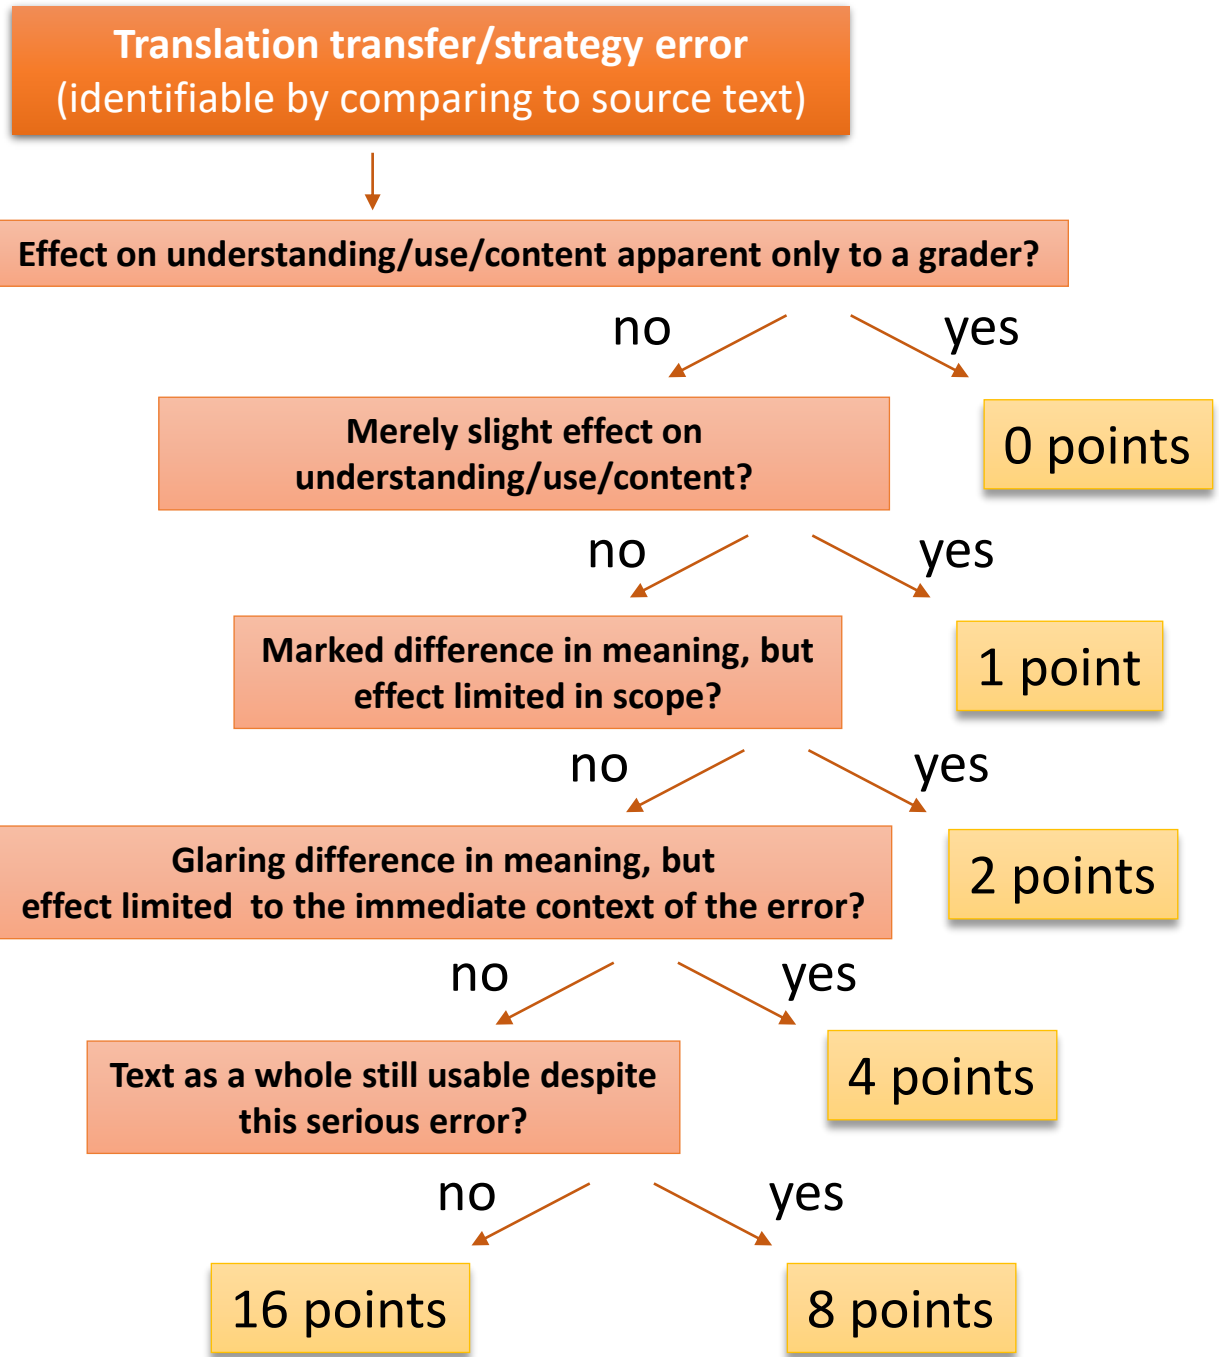 Translation transfer/strategy error
(identifiable by comparing to source text)
Effect on understanding/use/content apparent only to a grader?
no
yes
Merely slight effect on
understanding/use/content?
0 points
no
yes
Marked difference in meaning, but
effect limited in scope?
1 point
no
yes
Glaring difference in meaning, but
effect limited  to the immediate context of the error?
2 points
no
yes
Text as a whole still usable despite
this serious error?
4 points
no
yes
16 points
8 points